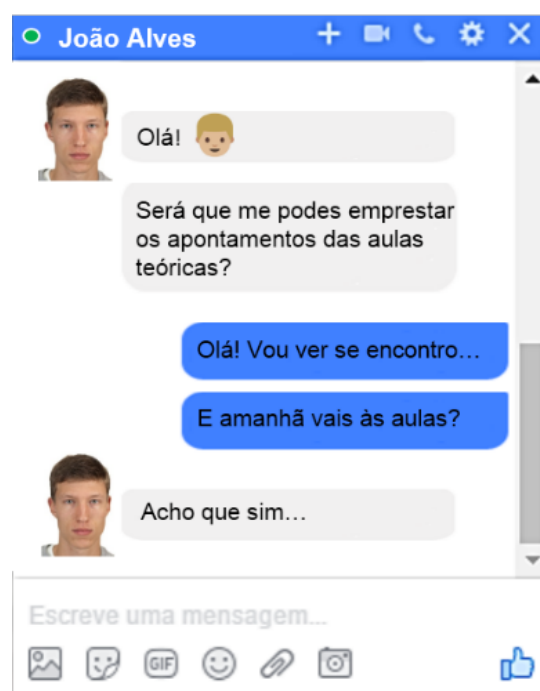 João Alves
Olá!
Será que me podes emprestar
os apontamentos das aulas
teóricas?
Olá! Vou ver se encontro…
E amanhã vais às aulas?
Acho que sim…
Escreve uma mensagem...
GIF